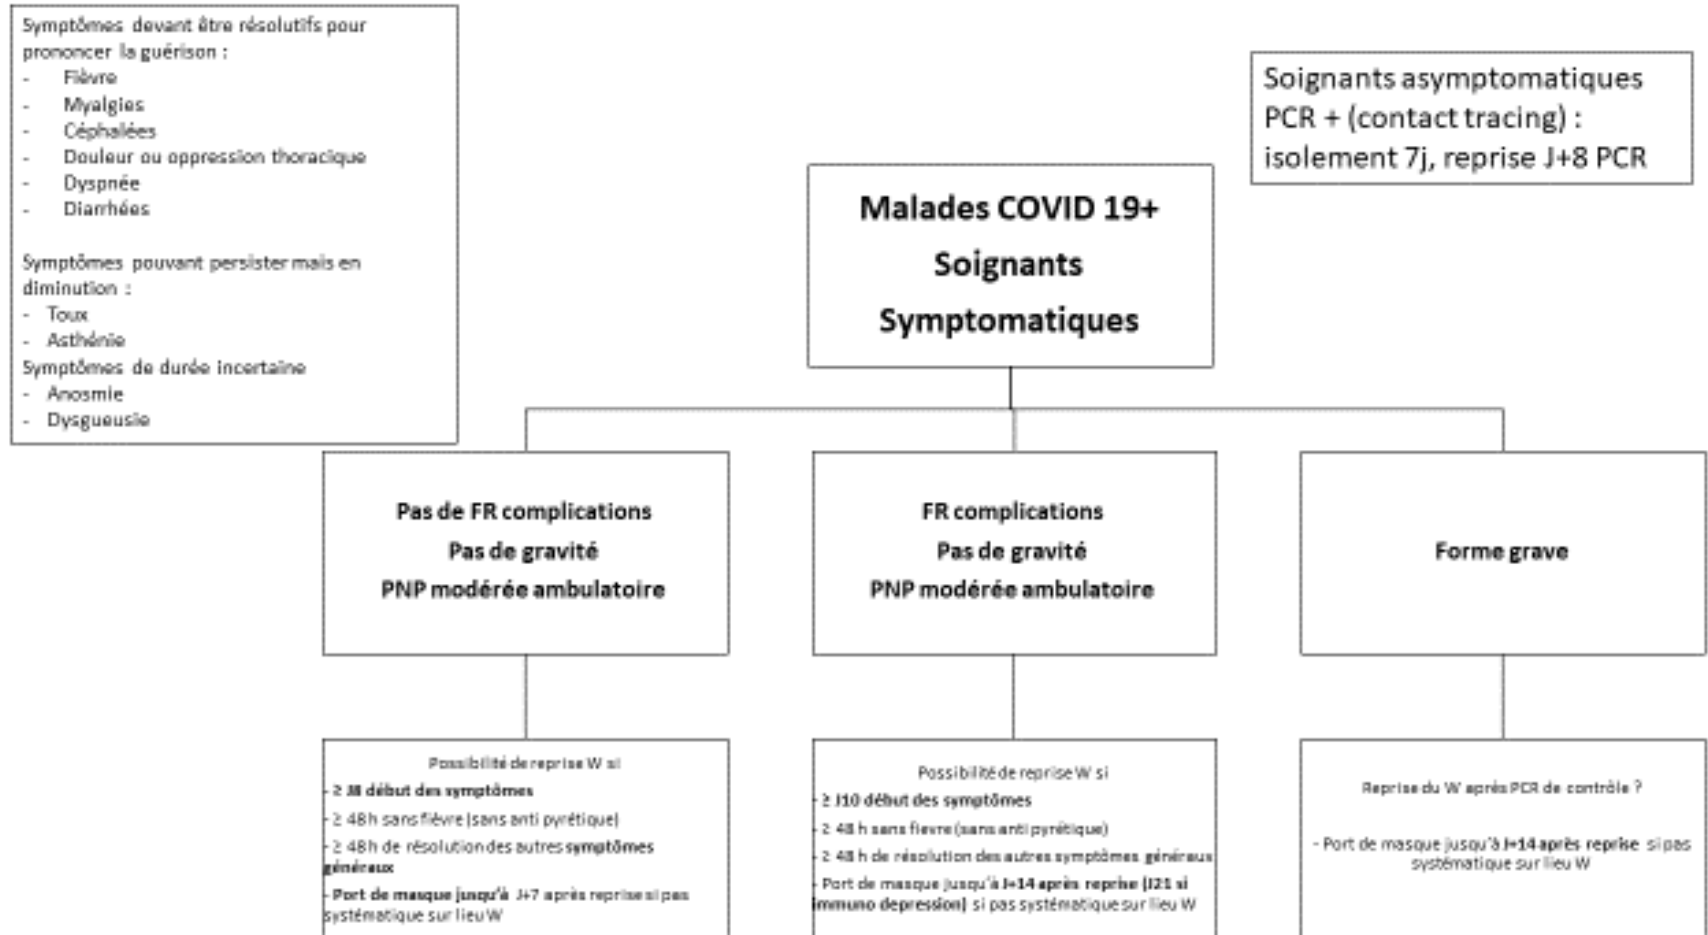 Symptômes devant être résolutifs pour
prononcer la guérison :
- Fièvre
- Myalgies
- Céphalées
- Douleur ou oppression thoracique
- Dyspnée
- Diarrhées
Symptômes pouvant persister mais en
diminution :
- Toux
- Asthénie
Symptômes de durée incertaine
- Anosmie
- Dysgueusie
Soignants asymptomatiques
PCR + (contact tracing) :
isolement 7j, reprise J+8 PCR
Malades COVID 19+
Soignants
Symptomatiques
Pas de FR complications
Pas de gravité
PNP modérée ambulatoire
FR complications
Pas de gravité
PNP modérée ambulatoire
Forme grave
Possibilité de reprise W si
- ≥ J8 début des symptômes
- ≥ 48h sans fièvre (sans anti pyrétique)
- ≥ 48h de résolution des autres symptômes
généraux
- Port de masque jusqu'à J+7 après reprise si pas
systématique sur lieu W
Possibilité de reprise W si
- ≥ J10 début des symptômes
- ≥ 48 h sans fievre (sans anti pyrétique)
- ≥ 48 h de résolution des autres symptômes généraux
- Port de masque jusqu'à J+14 après reprise (J21 si
immuno depression) si pas systématique sur lieu W
Reprise du W après PCR de contrôle ?
- Port de masque jusqu'à J+14 après reprise si pas
systématique sur lieu W